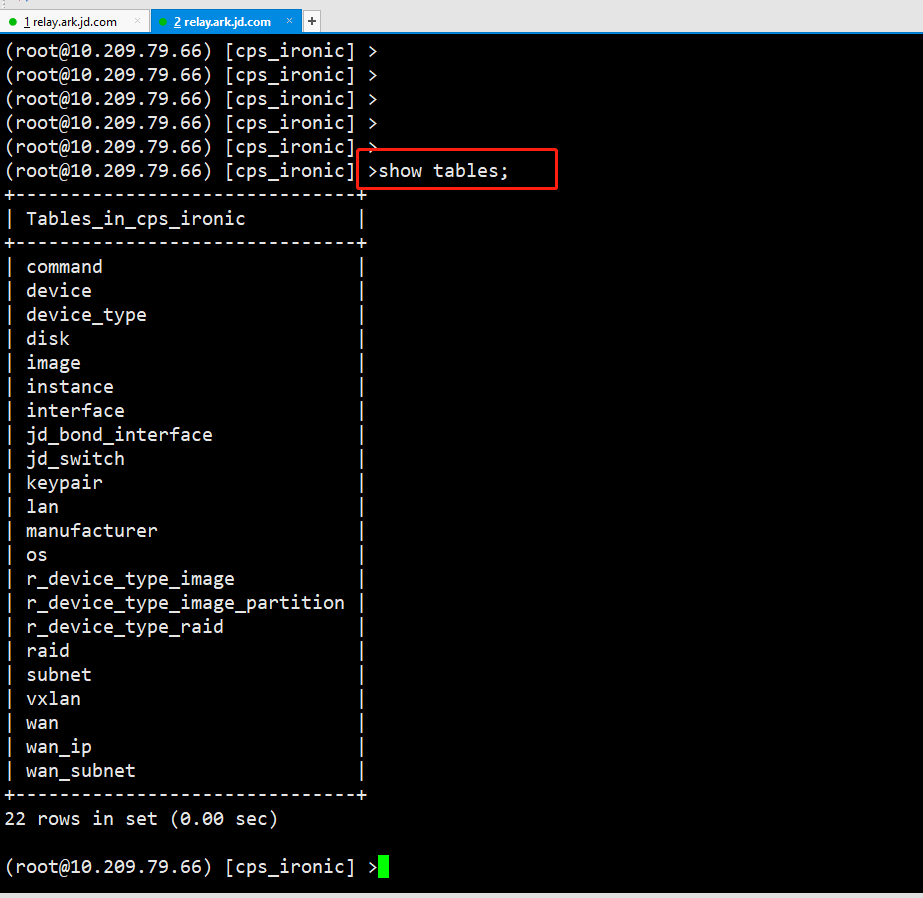 1 relay.ark.jd.com × 2 relay.ark.jd.com × +
(root@10.209.79.66) [cps_ironic] >
(root@10.209.79.66) [cps_ironic] >
(root@10.209.79.66) [cps_ironic] >
(root@10.209.79.66) [cps_ironic] >
(root@10.209.79.66) [cps_ironic] >
(root@10.209.79.66) [cps_ironic] >show tables;
+-------------------------------+
| Tables_in_cps_ironic          |
+-------------------------------+
| command                       |
| device                        |
| device_type                   |
| disk                          |
| image                         |
| instance                      |
| interface                     |
| jd_bond_interface             |
| jd_switch                     |
| keypair                       |
| lan                           |
| manufacturer                  |
| os                            |
| r_device_type_image           |
| r_device_type_image_partition |
| r_device_type_raid            |
| raid                          |
| subnet                        |
| vxlan                         |
| wan                           |
| wan_ip                        |
| wan_subnet                    |
+-------------------------------+
22 rows in set (0.00 sec)
(root@10.209.79.66) [cps_ironic] >